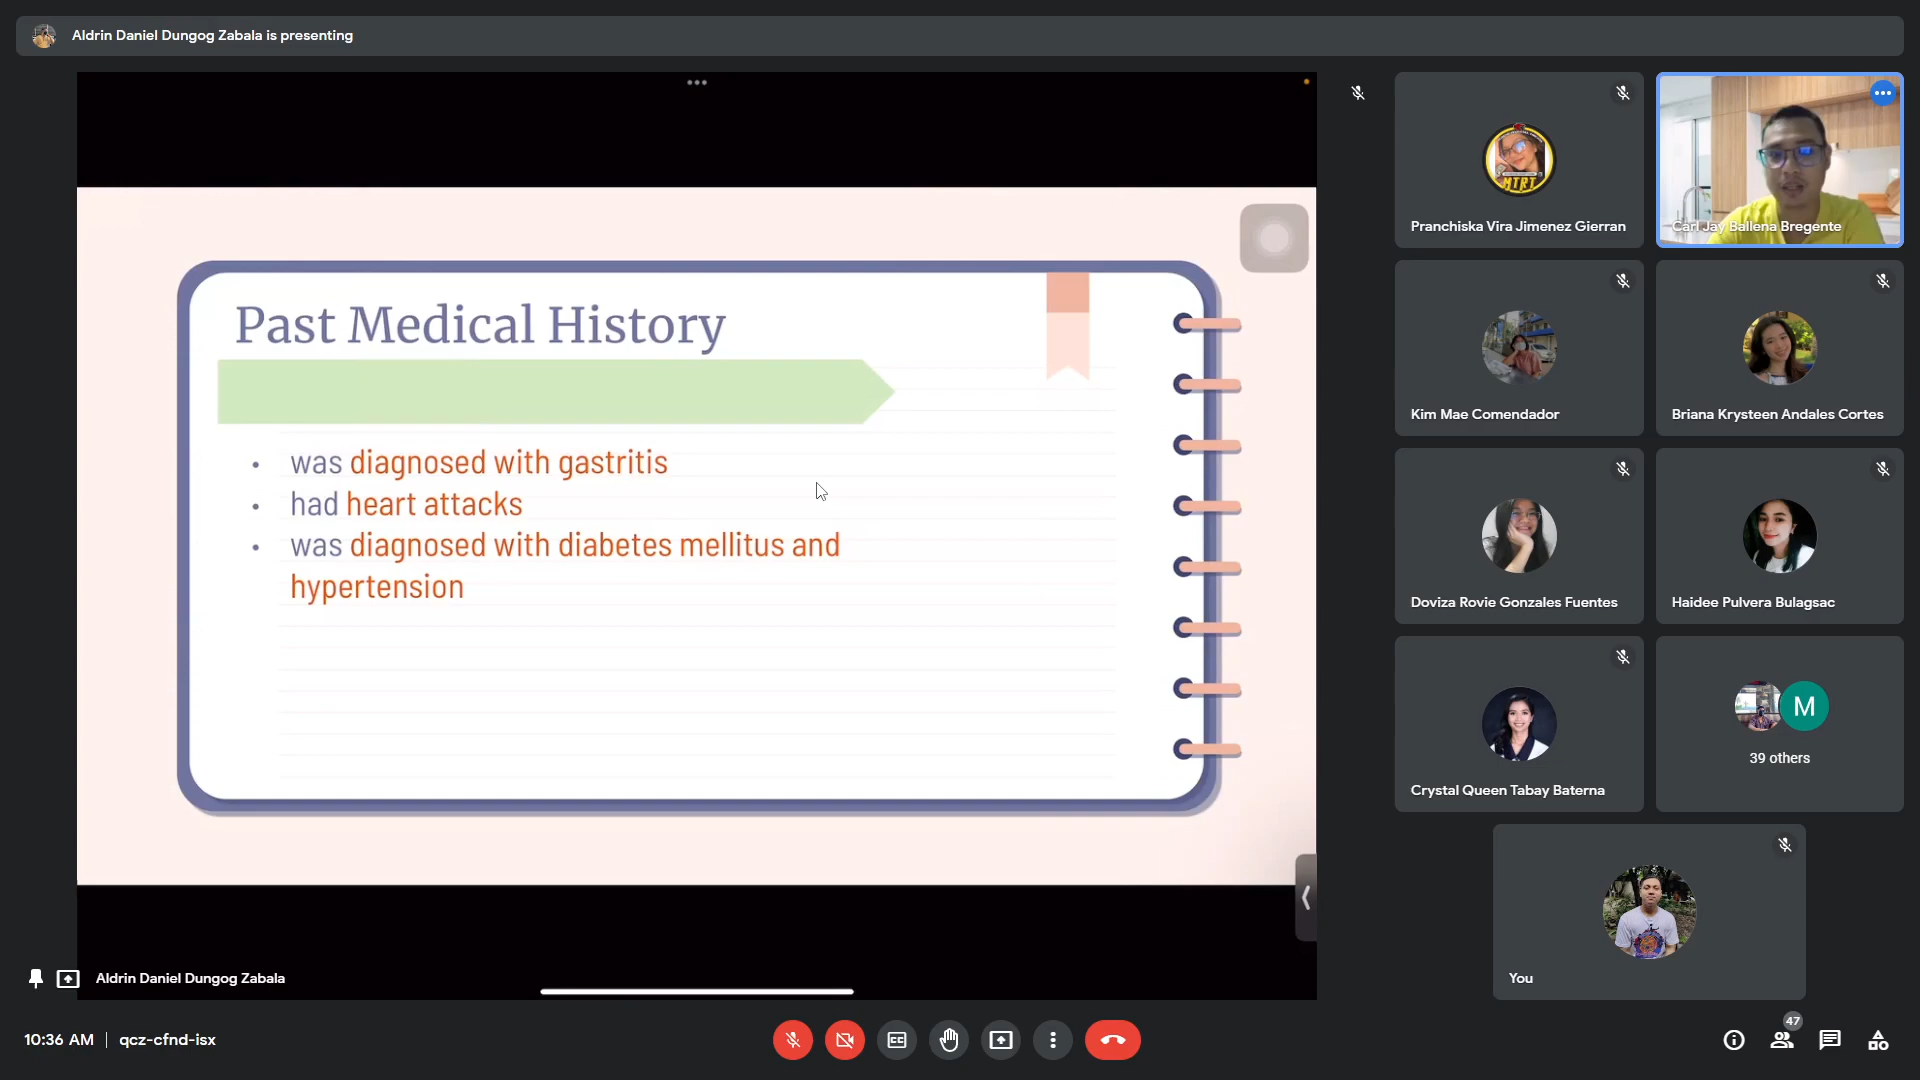 Aldrin Daniel Dungog Zabala is presenting
Past Medical History
• was diagnosed with gastritis
• had heart attacks
• was diagnosed with diabetes mellitus and
hypertension
Aldrin Daniel Dungog Zabala
MTRT
Pranchiska Vira Jimenez Gierran
Carl Jay Ballena Bregente
Kim Mae Comendador
Briana Krysteen Andales Cortes
Doviza Rovie Gonzales Fuentes
Haidee Pulvera Bulagsac
Crystal Queen Tabay Baterna
M
39 others
You
10:36 AM | qcz-cfnd-isx
CC
47